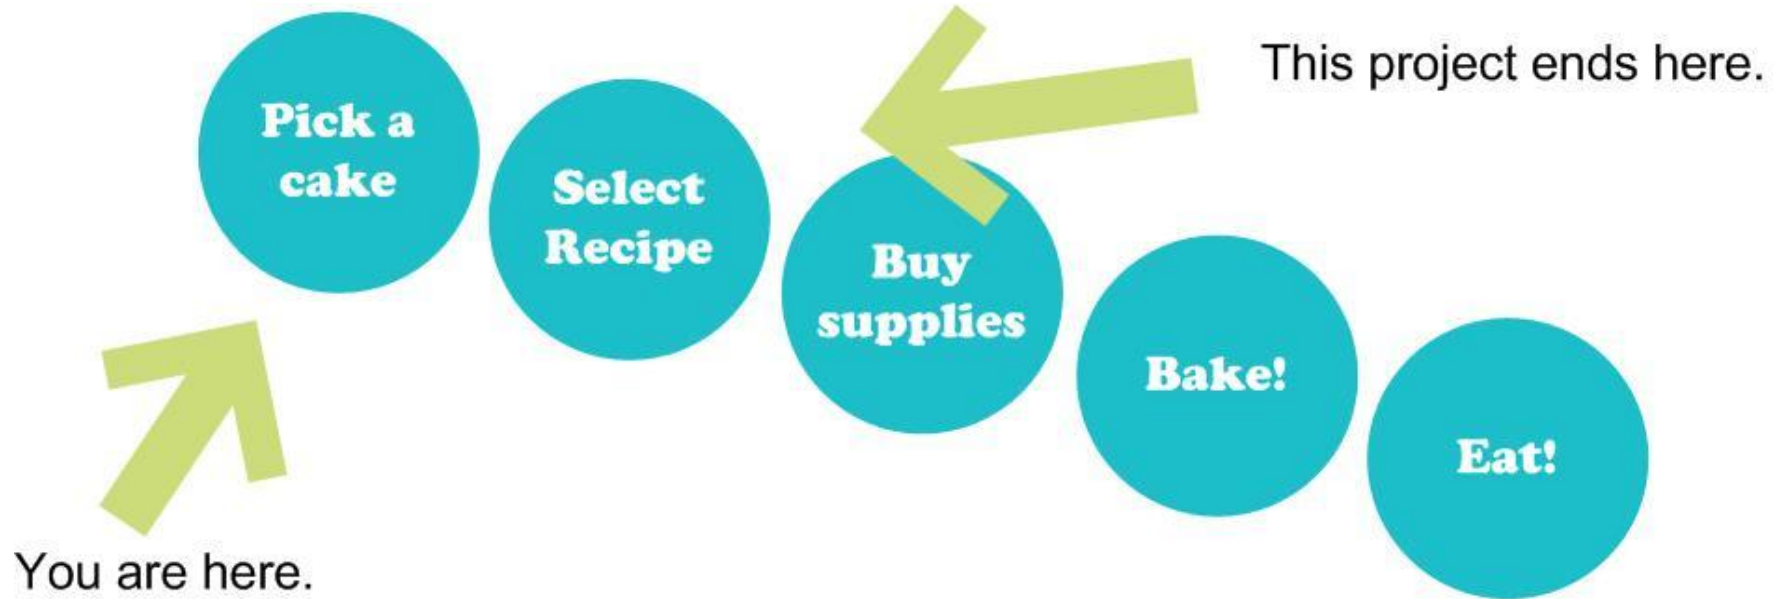 This project ends here.
Pick a
cake
Select
Recipe
Buy
supplies
Bake!
Eat!
You are here.